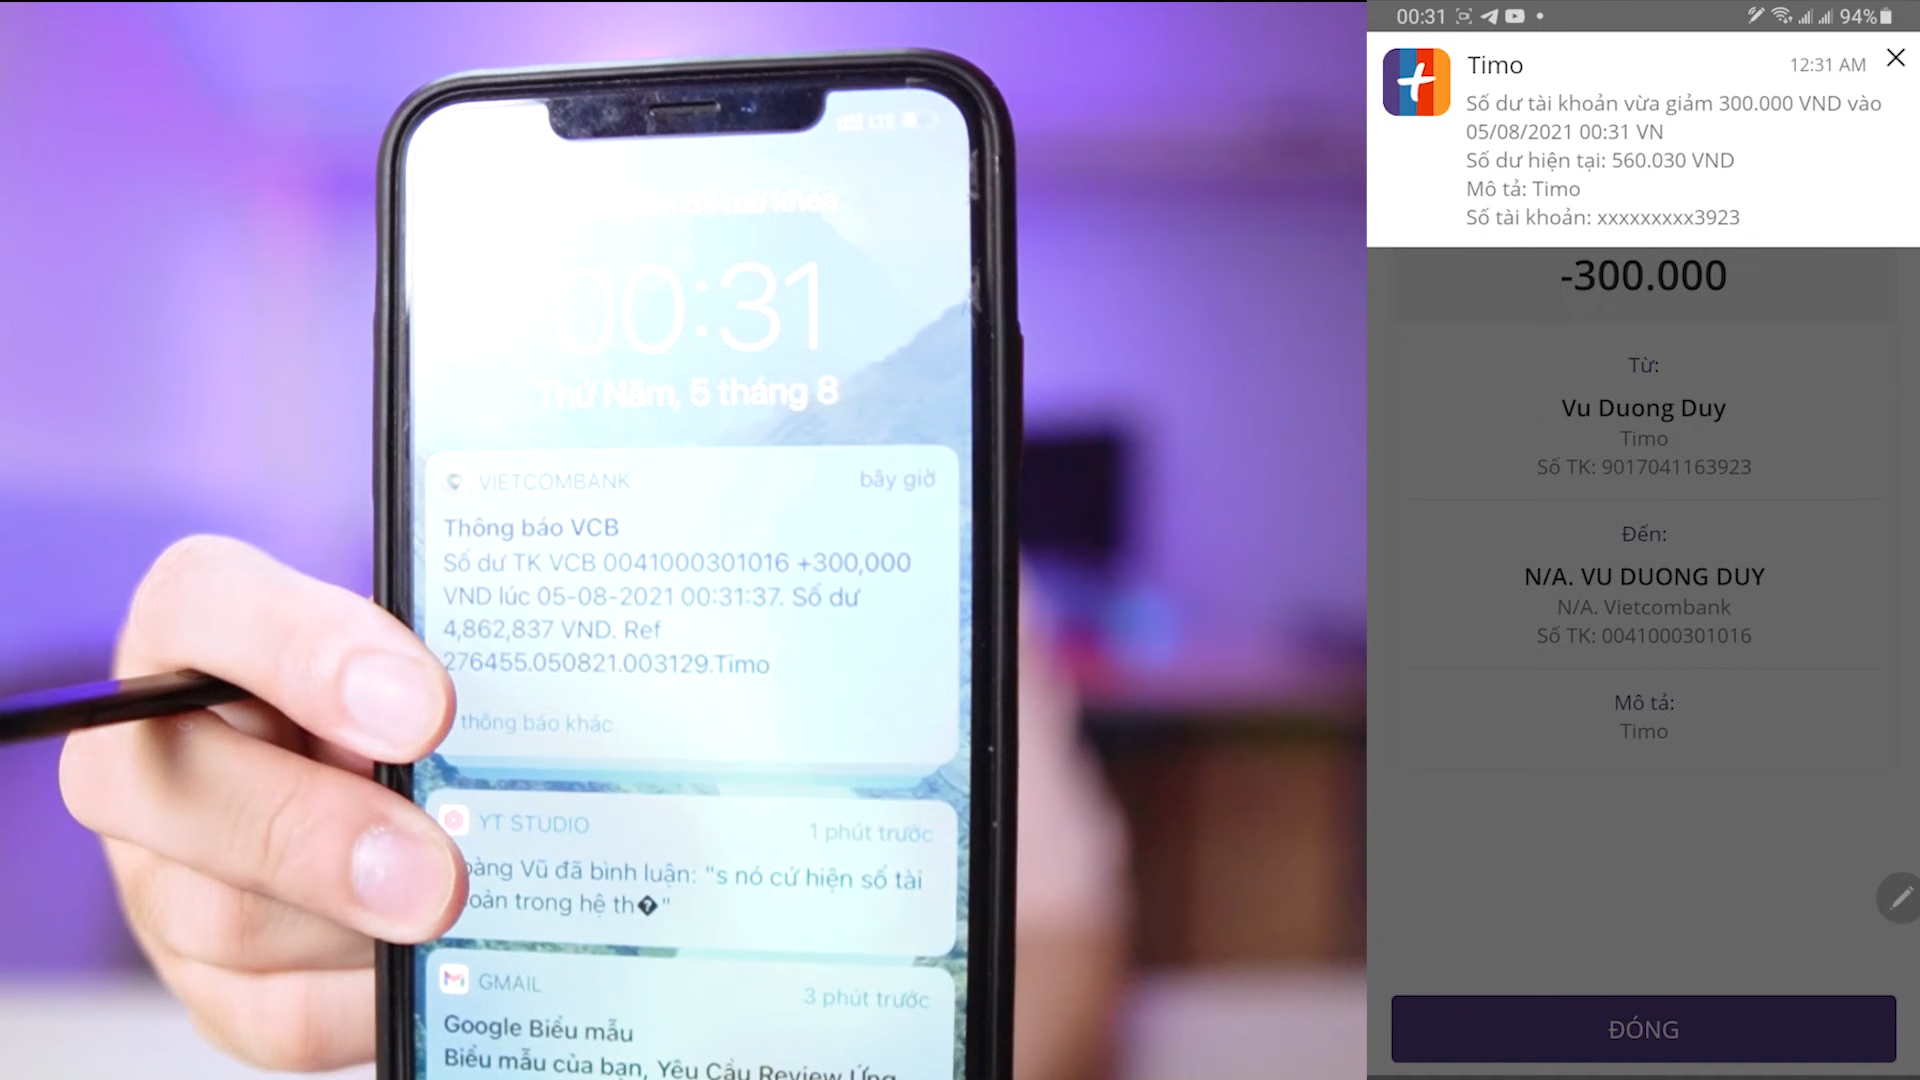 LTE
để mở khóa
00:31
Thứ Năm, 5 tháng 8
VIETCOMBANK
bây giờ
Thông báo VCB
Số dư TK VCB 0041000301016 +300,000
VND lúc 05-08-2021 00:31:37. Số dư
4,862,837 VND. Ref
276455.050821.003129.Timo
thông báo khác
YT STUDIO
1 phút trước
Vũ đã bình luận: "s nó cứ hiện số tài
trong hệ th�"
GMAIL
3 phút trước
Google Biểu mẫu
Biểu mẫu của bạn, Yêu Cầu Review Ứng
00:31
94%
Timo
12:31 AM
Số dư tài khoản vừa giảm 300.000 VND vào
05/08/2021 00:31 VN
Số dư hiện tại: 560.030 VND
Mô tả: Timo
Số tài khoản: xxxxxxxxx3923
-300.000
Từ:
Vu Duong Duy
Timo
Số TK: 9017041163923
Đến:
N/A. VU DUONG DUY
N/A. Vietcombank
Số TK: 0041000301016
Mô tả:
Timo
ĐÓNG